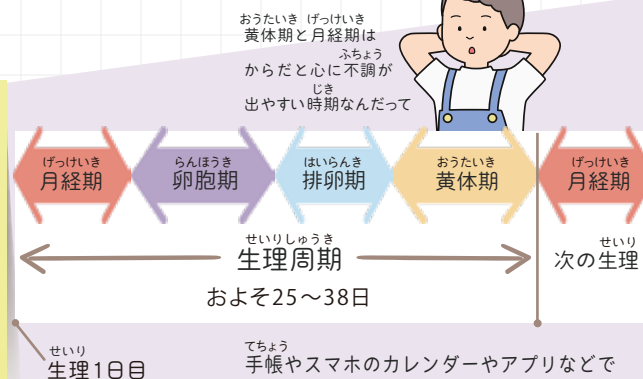 おうたいき げっけいき
黄体期と月経期は
ふちょう
からだと心に不調が
じき
出やすい時期なんだって
げっけいき らんほうき はいらんき おうたいき げっけいき
月経期 卵胞期 排卵期 黄体期 月経期
せいりしゅうき
生理周期
せいり
次の生理
およそ25〜38日
せいり
生理1日目
てちょう
手帳やスマホのカレンダーやアプリなどで